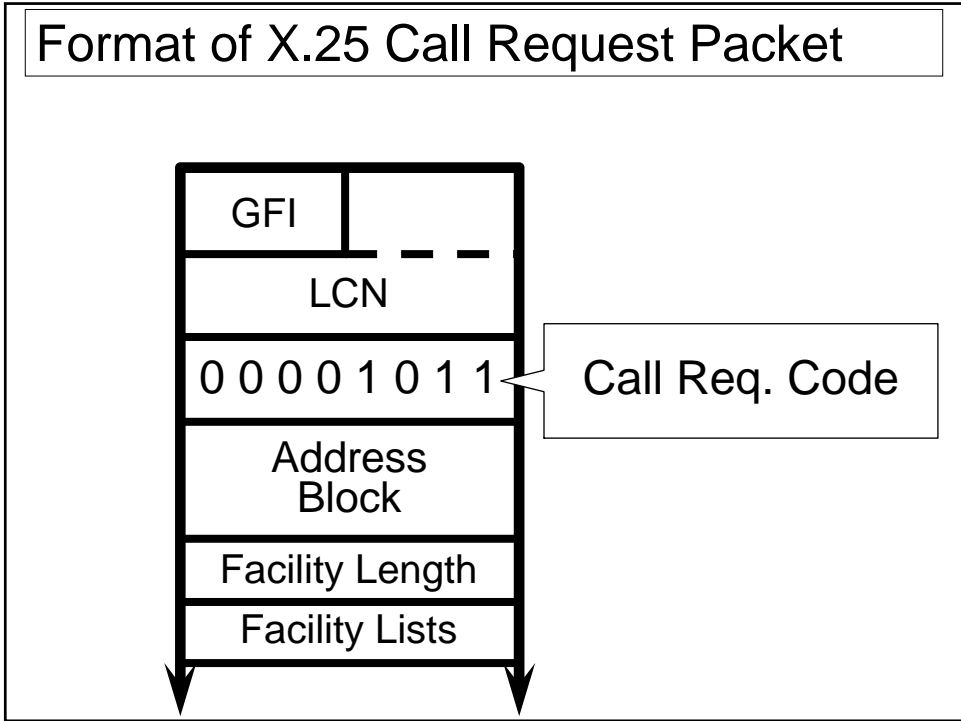 Format of X.25 Call Request Packet
GFI
LCN
0 0 0 0 1 0 1 1
Call Req. Code
Address
Block
Facility Length
Facility Lists